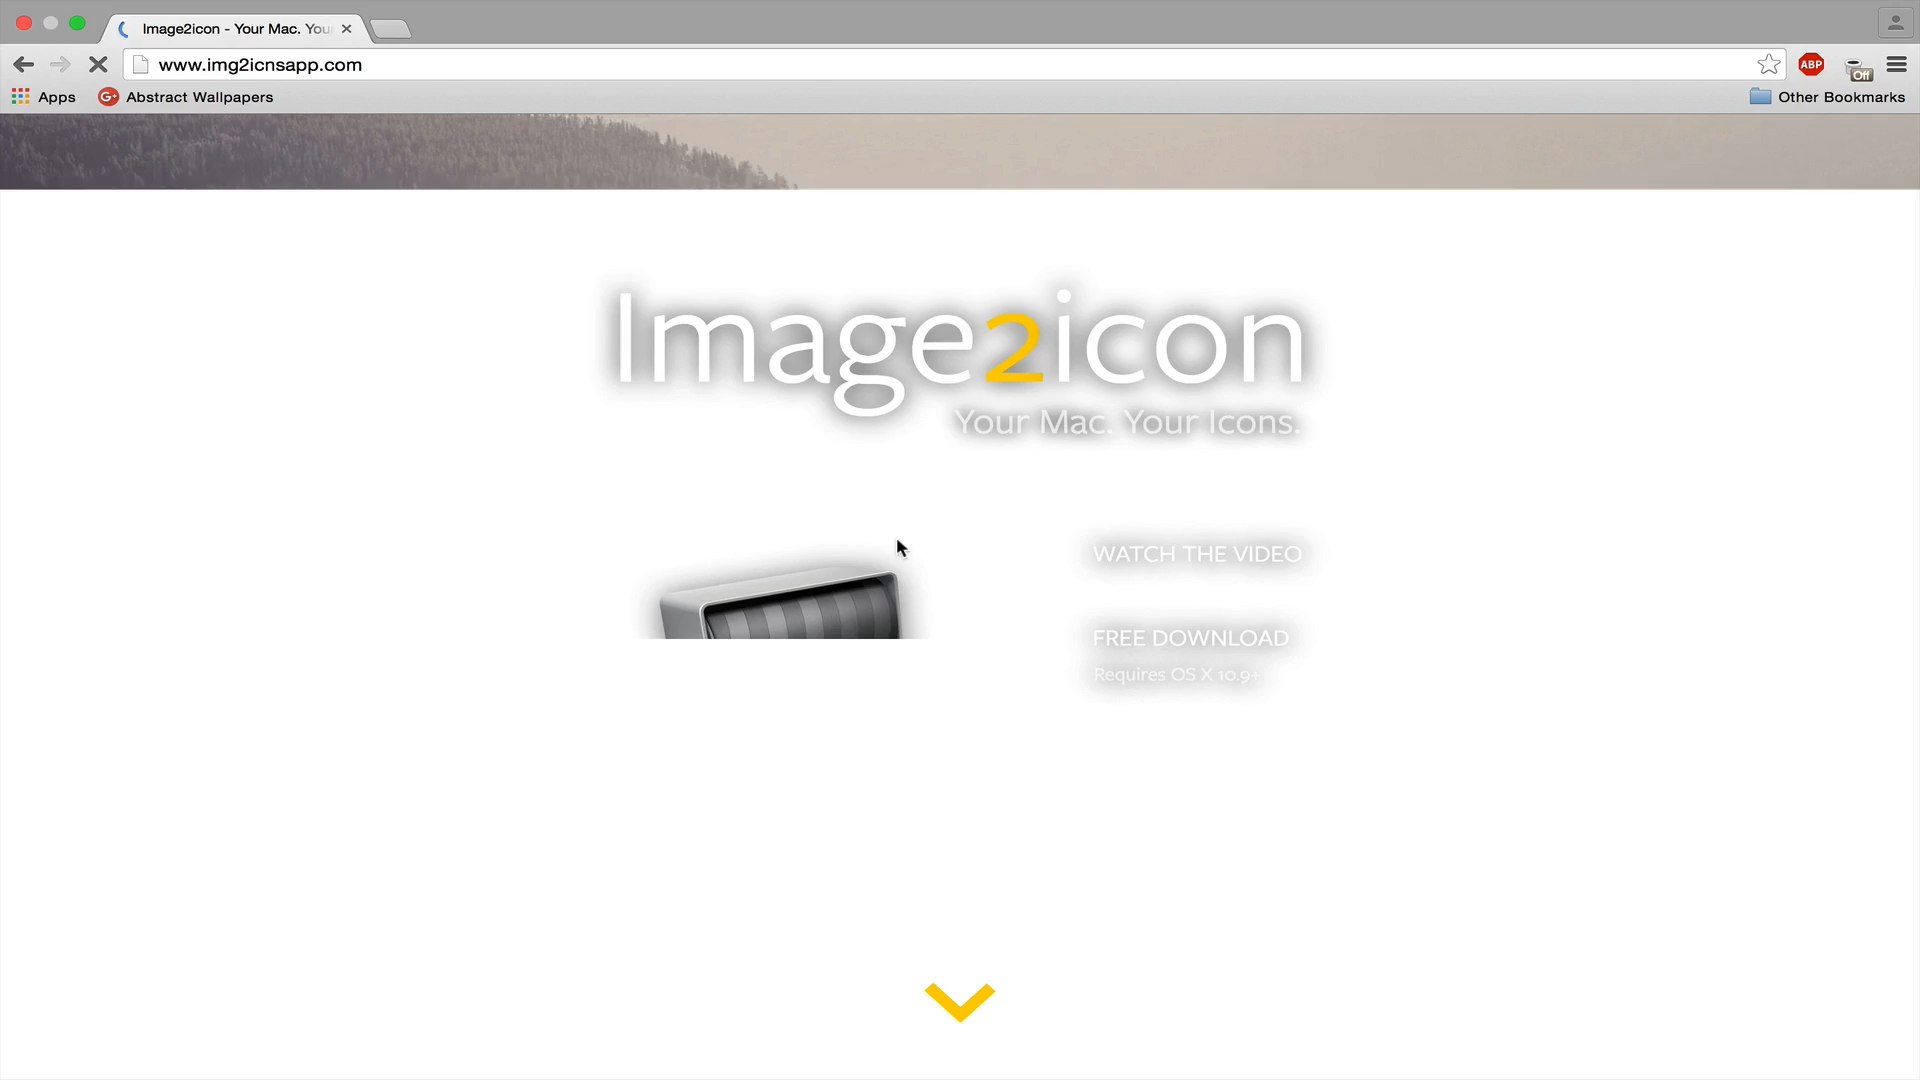 Image2icon - Your Mac. You
www.img2icnsapp.com
ABP
Off
Apps
G+ Abstract Wallpapers
Other Bookmarks
Image2icon
Your Mac. Your Icons.
WATCH THE VIDEO
FREE DOWNLOAD
Requires OS X 10.9+